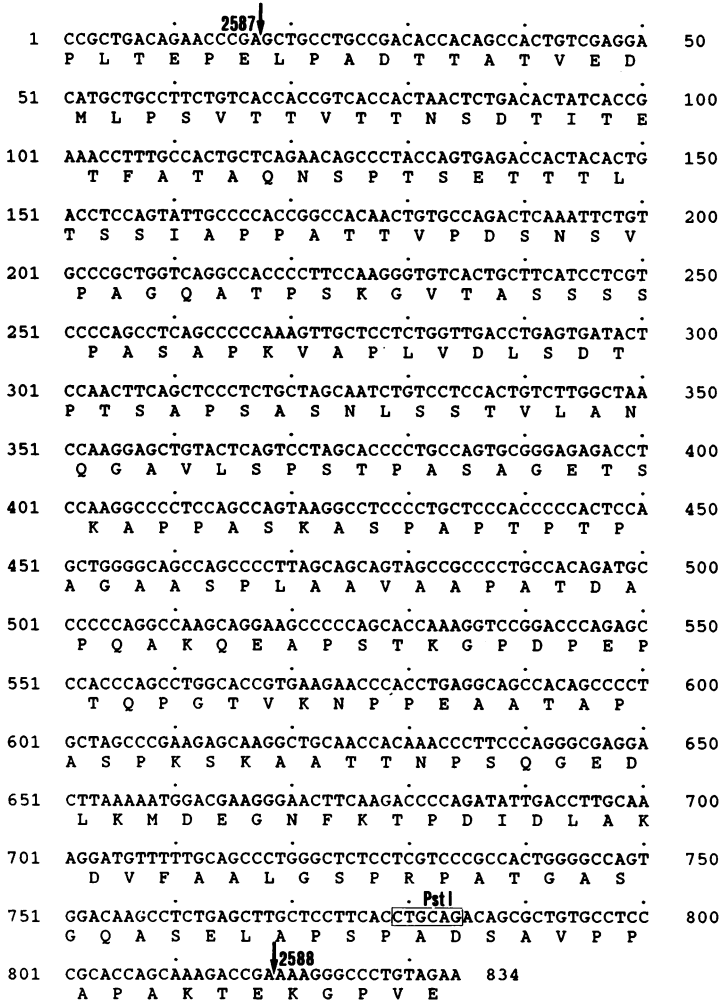 2587
1 CCGCTGACAGAACCCGAGCTGCCTGCCGACACCACAGCCACTGTCGAGGA 50
P L T E P E L P A D T T A T V E D
51 CATGCTGCCTTCTGTCACCACCGTCACCACTAACTCTGACACTATCACCG 100
M L P S V T T V T T N S D T I T E
101 AAACCTTTGCCACTGCTCAGAACAGCCCTACCAGTGAGACCACTACACTG 150
T F A T A Q N S P T S E T T T L
151 ACCTCCAGTATTGCCCCACCGGCCACAACTGTGCCAGACTCAAATTCTGT 200
T S S I A P P A T T V P D S N S V
201 GCCCGCTGGTCAGGCCACCCCTTCCAAGGGTGTCACTGCTTCATCCTCGT 250
P A G Q A T P S K G V T A S S S S
251 CCCCAGCCTCAGCCCCCAAAGTTGCTCCTCTGGTTGACCTGAGTGATACT 300
P A S A P K V A P L V D L S D T
301 CCAACTTCAGCTCCCTCTGCTAGCAATCTGTCCTCCACTGTCTTGGCTAA 350
P T S A P S A S N L S S T V L A N
351 CCAAGGAGCTGTACTCAGTCCTAGCACCCCTGCCAGTGCGGGAGAGACCT 400
Q G A V L S P S T P A S A G E T S
401 CCAAGGCCCCTCCAGCCAGTAAGGCCTCCCCTGCTCCCACCCCCACTCCA 450
K A P P A S K A S P A P T P T P
451 GCTGGGGCAGCCAGCCCCTTAGCAGCAGTAGCCGCCCCTGCCACAGATGC 500
A G A A S P L A A V A A P A T D A
501 CCCCCAGGCCAAGCAGGAAGCCCCCAGCACCAAAGGTCCGGACCCAGAGC 550
P Q A K Q E A P S T K G P D P E P
551 CCACCCAGCCTGGCACCGTGAAGAACCCACCTGAGGCAGCCACAGCCCCT 600
T Q P G T V K N P P E A A T A P
601 GCTAGCCCGAAGAGCAAGGCTGCAACCACAAACCCTTCCCAGGGCGAGGA 650
A S P K S K A A T T N P S Q G E D
651 CTTAAAAATGGACGAAGGGAACTTCAAGACCCCAGATATTGACCTTGCAA 700
L K M D E G N F K T P D I D L A K
701 AGGATGTTTTTGCAGCCCTGGGCTCTCCTCGTCCCGCCACTGGGGCCAGT 750
D V F A A L G S P R P A T G A S
Pst I
751 GGACAAGCCTCTGAGCTTGCTCCTTCACCTGCAGACAGCGCTGTGCCTCC 800
G Q A S E L A P S P A D S A V P P
2588
801 CGCACCAGCAAAGACCGAAAAGGGCCCTGTAGAA 834
A P A K T E K G P V E